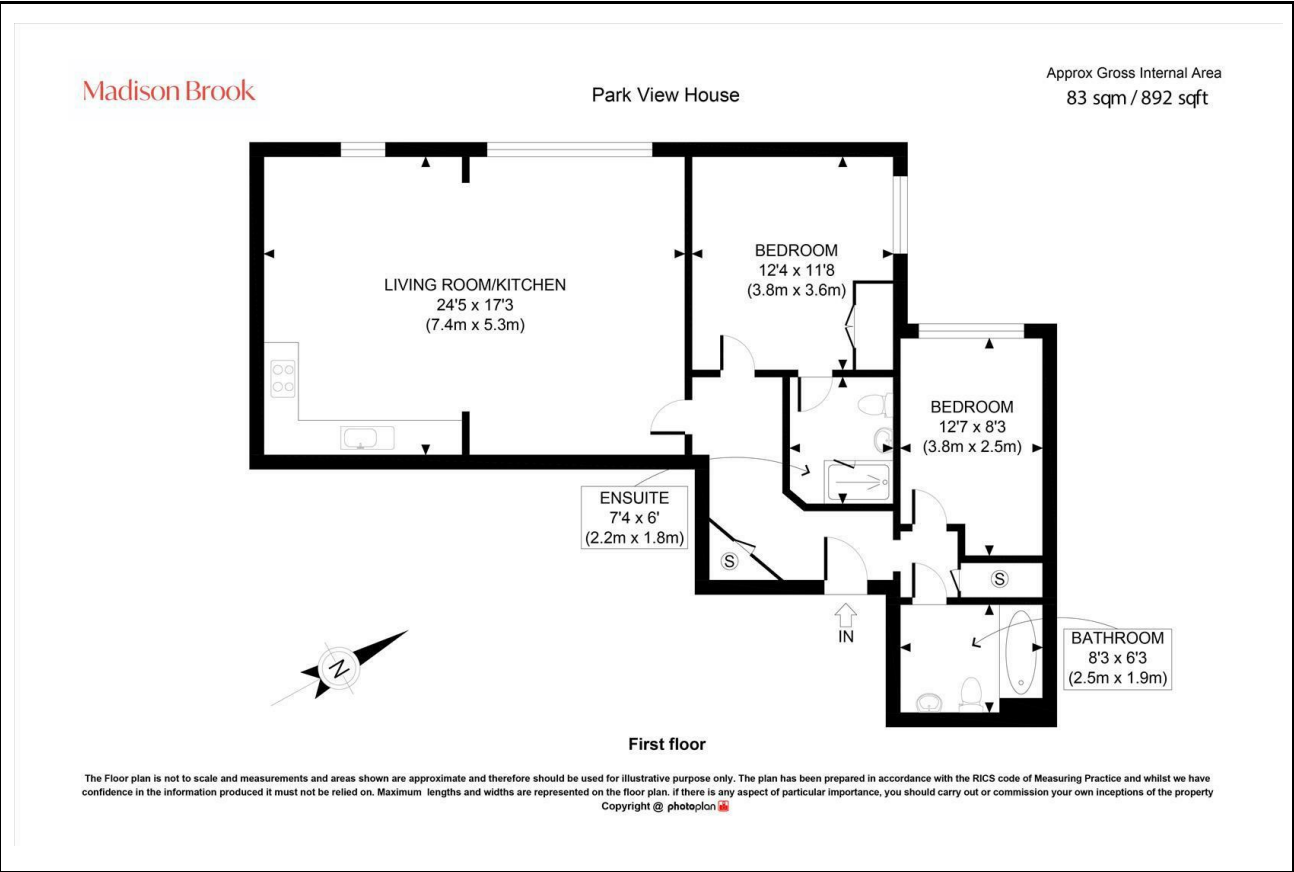 Madison Brook
Park View House
Approx Gross Internal Area
83 sqm / 892 sqft
LIVING ROOM/KITCHEN
24'5 x 17'3
(7.4m x 5.3m)
BEDROOM
12'4 x 11'8
(3.8m x 3.6m)
BEDROOM
12'7 x 8'3
(3.8m x 2.5m)
ENSUITE
7'4 x 6'
(2.2m x 1.8m)
S
S
IN
BATHROOM
8'3 x 6'3
(2.5m x 1.9m)
N
First floor
The Floor plan is not to scale and measurements and areas shown are approximate and therefore should be used for illustrative purpose only. The plan has been prepared in accordance with the RICS code of Measuring Practice and whilst we have
confidence in the information produced it must not be relied on. Maximum lengths and widths are represented on the floor plan. if there is any aspect of particular importance, you should carry out or commission your own inceptions of the property
Copyright @ photoplan